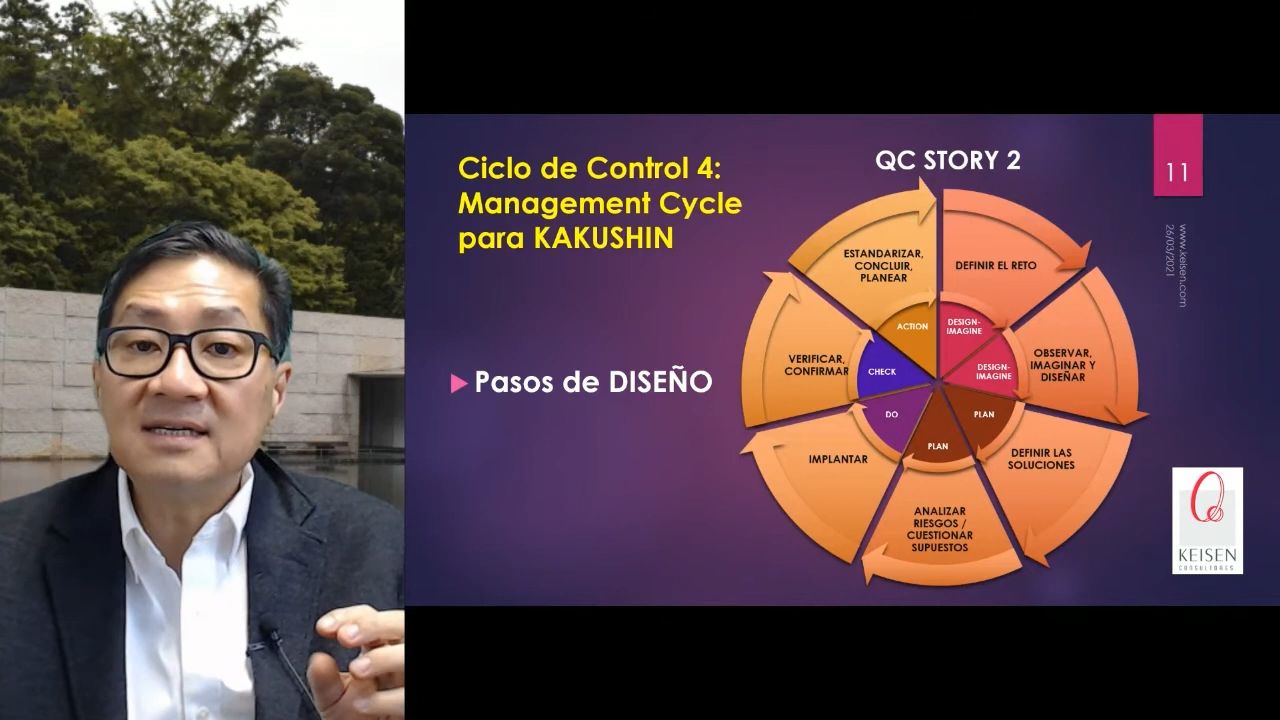 Ciclo de Control 4:
Management Cycle
para KAKUSHIN
Pasos de DISEÑO
QC STORY 2
DEFINIR EL RETO
OBSERVAR,
IMAGINAR Y
DISEÑAR
DEFINIR LAS
SOLUCIONES
ANALIZAR
RIESGOS /
CUESTIONAR
SUPUESTOS
IMPLANTAR
VERIFICAR,
CONFIRMAR
ESTANDARIZAR,
CONCLUIR,
PLANEAR
DESIGN-
IMAGINE
DESIGN-
IMAGINE
PLAN
PLAN
DO
CHECK
ACTION
11
www.keisen.com
26/03/2021
KEISEN
CONSULTORES